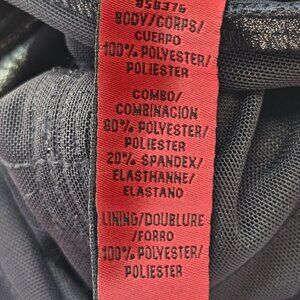 BODY/CORPS/
CUERPO
100% POLYESTER/
POLIESTER
COMBO/
COMBINACION
80% POLYESTER/
POLIESTER
20% SPANDEX/
ELASTHANNE/
ELASTANO
LINING/DOUBLURE
/FORRO
100% POLYESTER/
POLIESTER